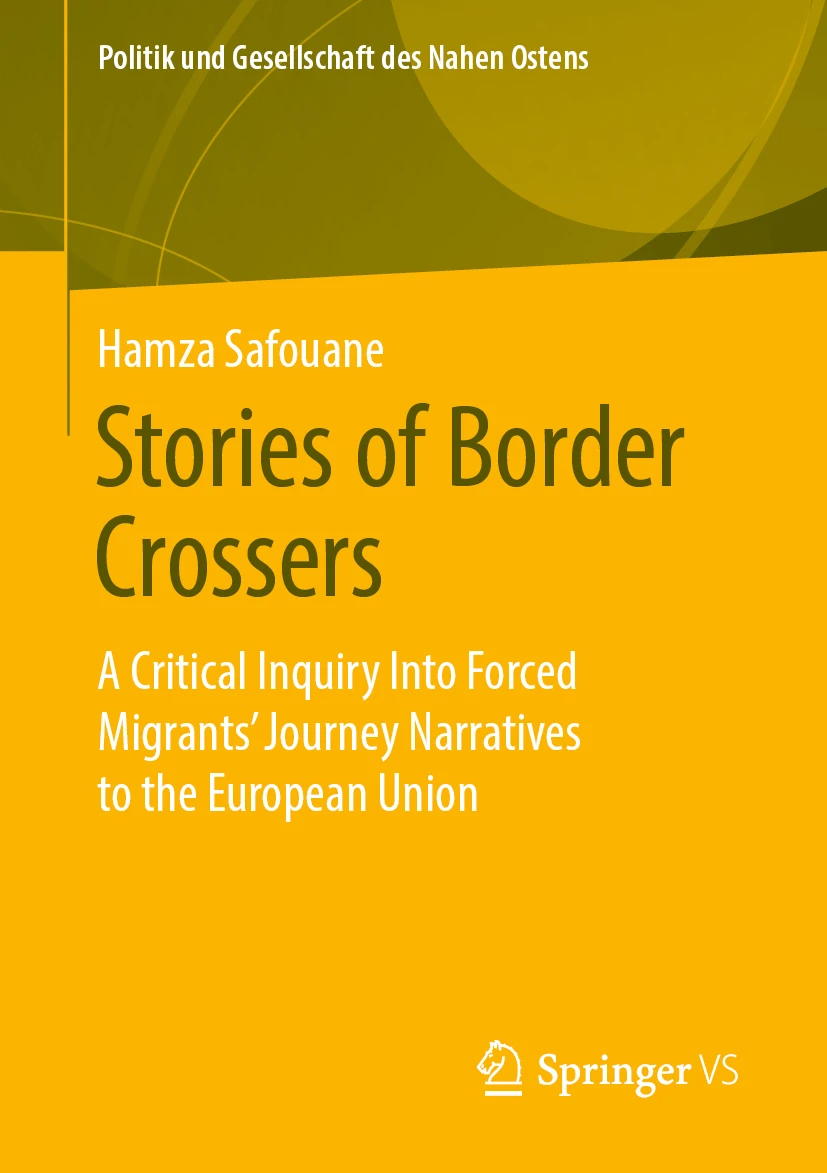 Politik und Gesellschaft des Nahen Ostens
Hamza Safouane
Stories of Border
Crossers
A Critical Inquiry Into Forced
Migrants’ Journey Narratives
to the European Union
Springer VS